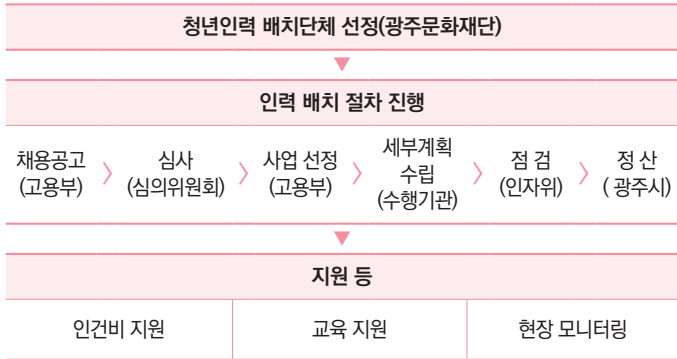 청년인력 배치단체 선정(광주문화재단)
▼
인력 배치 절차 진행
채용공고
(고용부)
〉
심사
(심의위원회)
〉
사업 선정
(고용부)
〉
세부계획
수립
(수행기관)
〉
점 검
(인자위)
〉
정 산
( 광주시)
▼
지원 등
인건비 지원
교육 지원
현장 모니터링